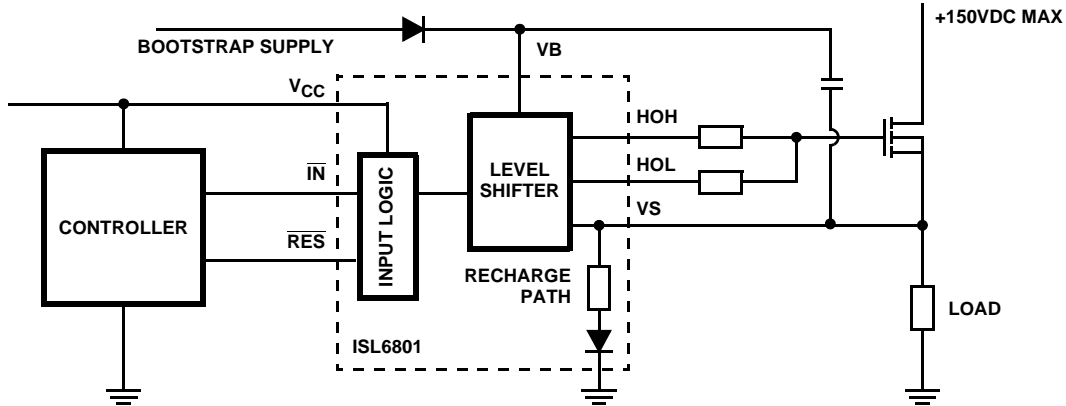 +150VDC MAX
BOOTSTRAP SUPPLY
VB
VCC
HOH
IN
LEVEL
SHIFTER
HOL
INPUT LOGIC
CONTROLLER
VS
RES
RECHARGE
PATH
LOAD
ISL6801